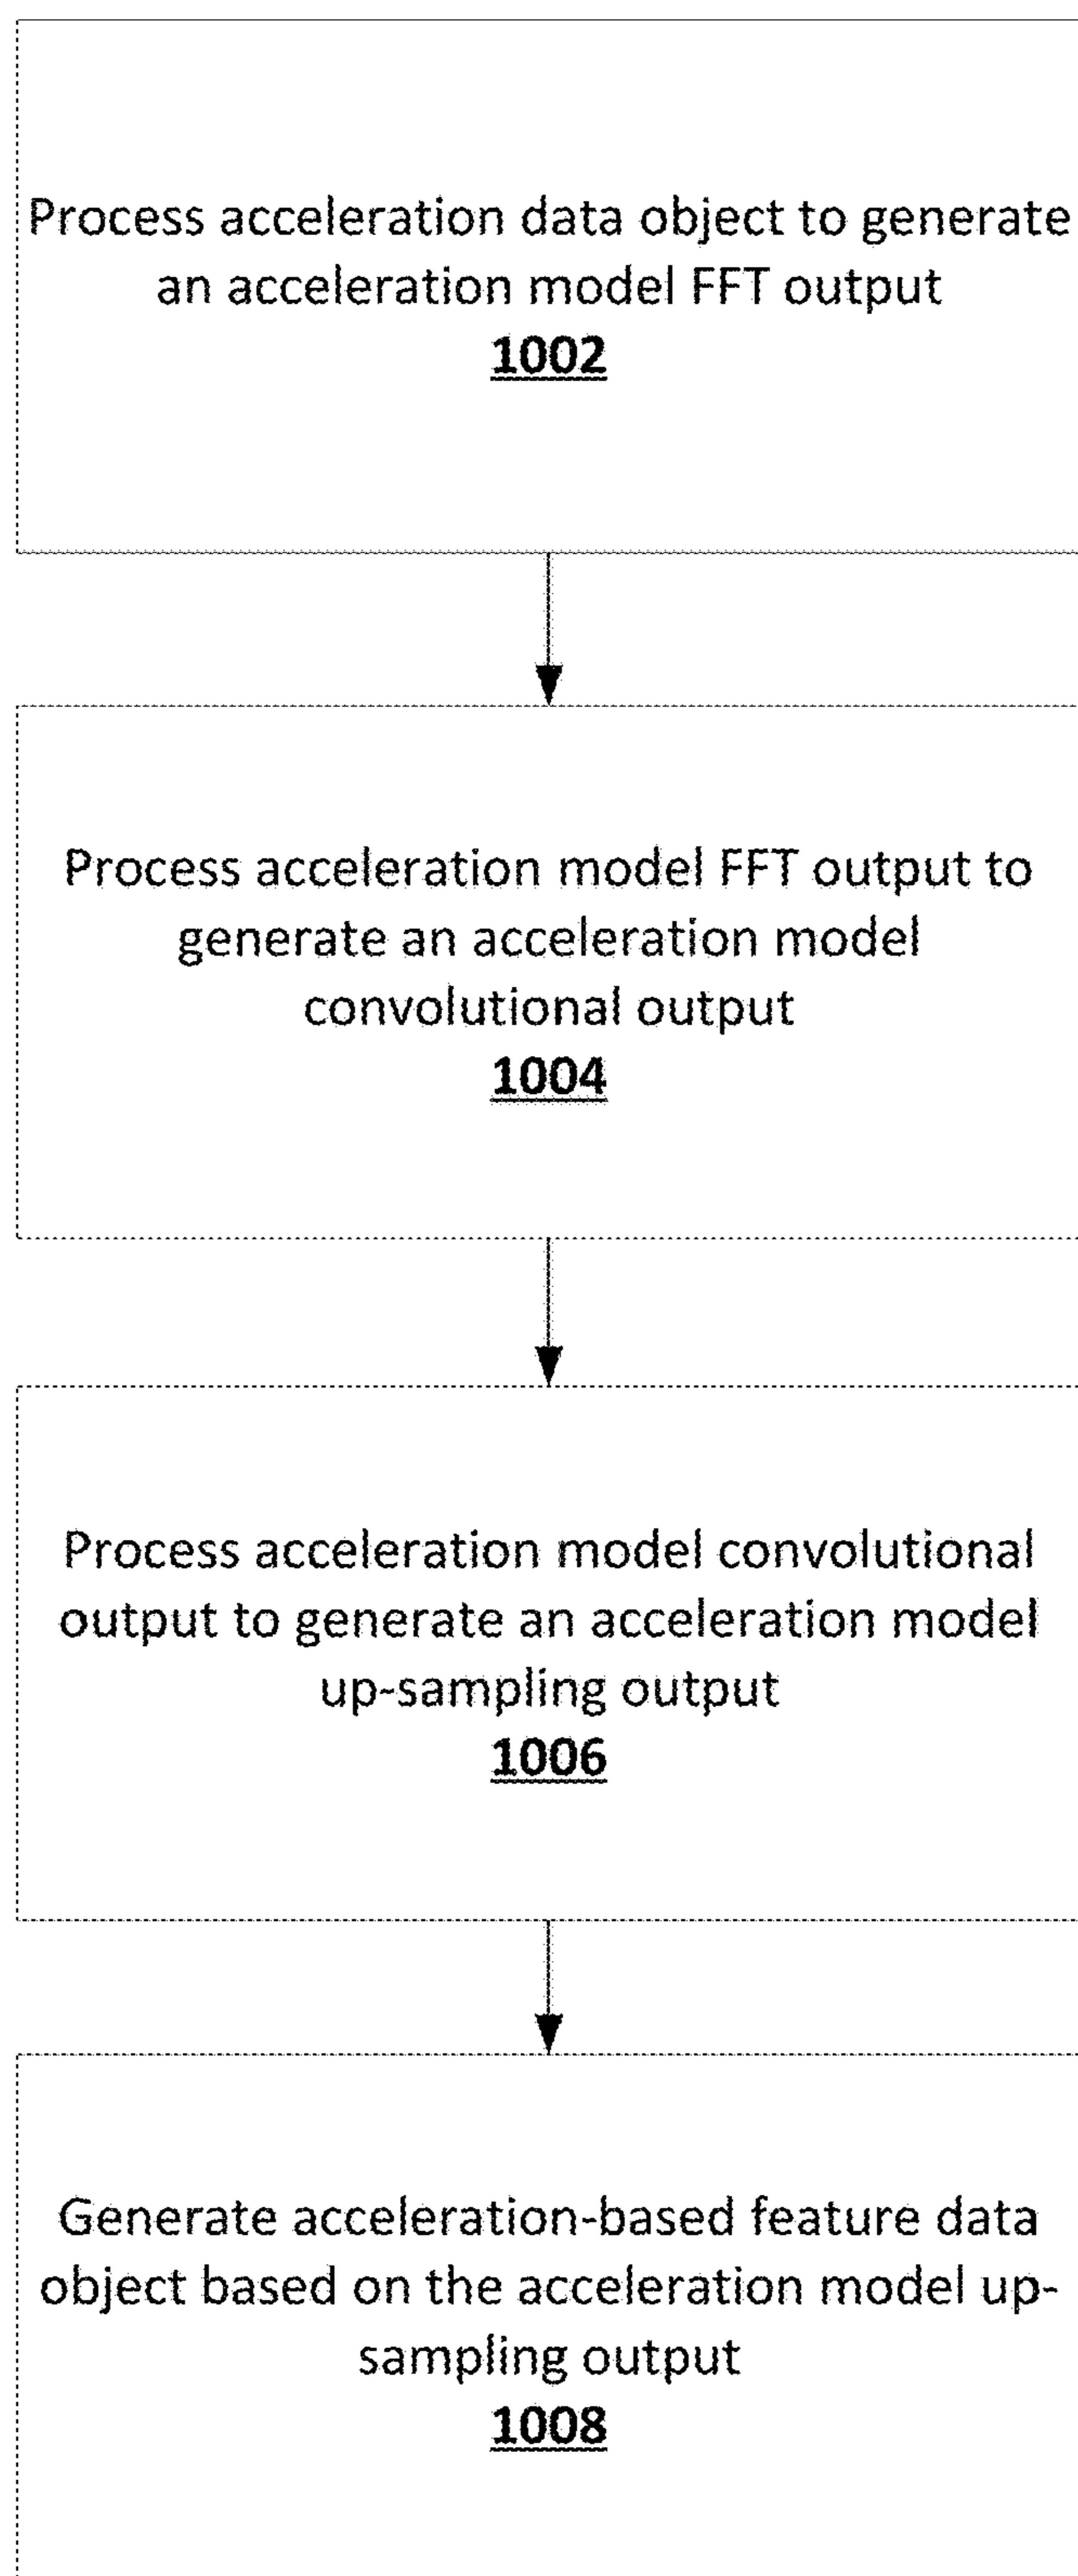 Process acceleration data object to generate
an acceleration model FFT output
1002
Process acceleration model FFT output to
generate an acceleration model
convolutional output
1004
Process acceleration model convolutional
output to generate an acceleration model
up-sampling output
1006
Generate acceleration-based feature data
object based on the acceleration model up-
sampling output
1008